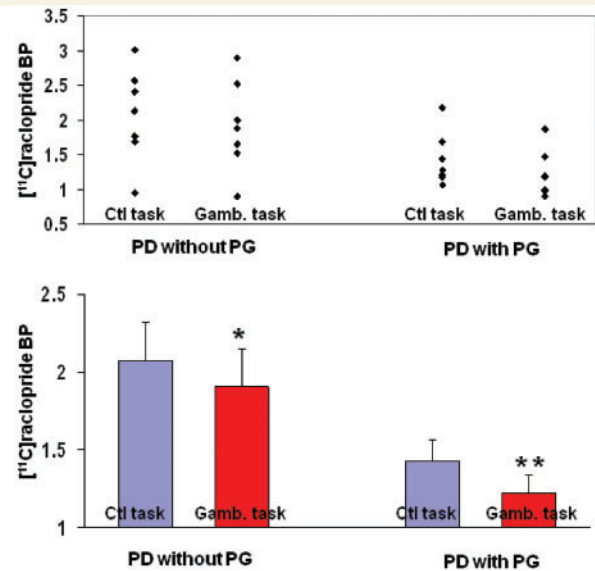 3.5
3
2.5
2
1.5
1
0.5
[¹¹C]raclopride BP
Ctl task Gamb. task Ctl task Gamb. task
PD without PG PD with PG
2.5
2
1.5
1
[¹¹C]raclopride BP
*
**
Ctl task Gamb. task Ctl task Gamb. task
PD without PG PD with PG